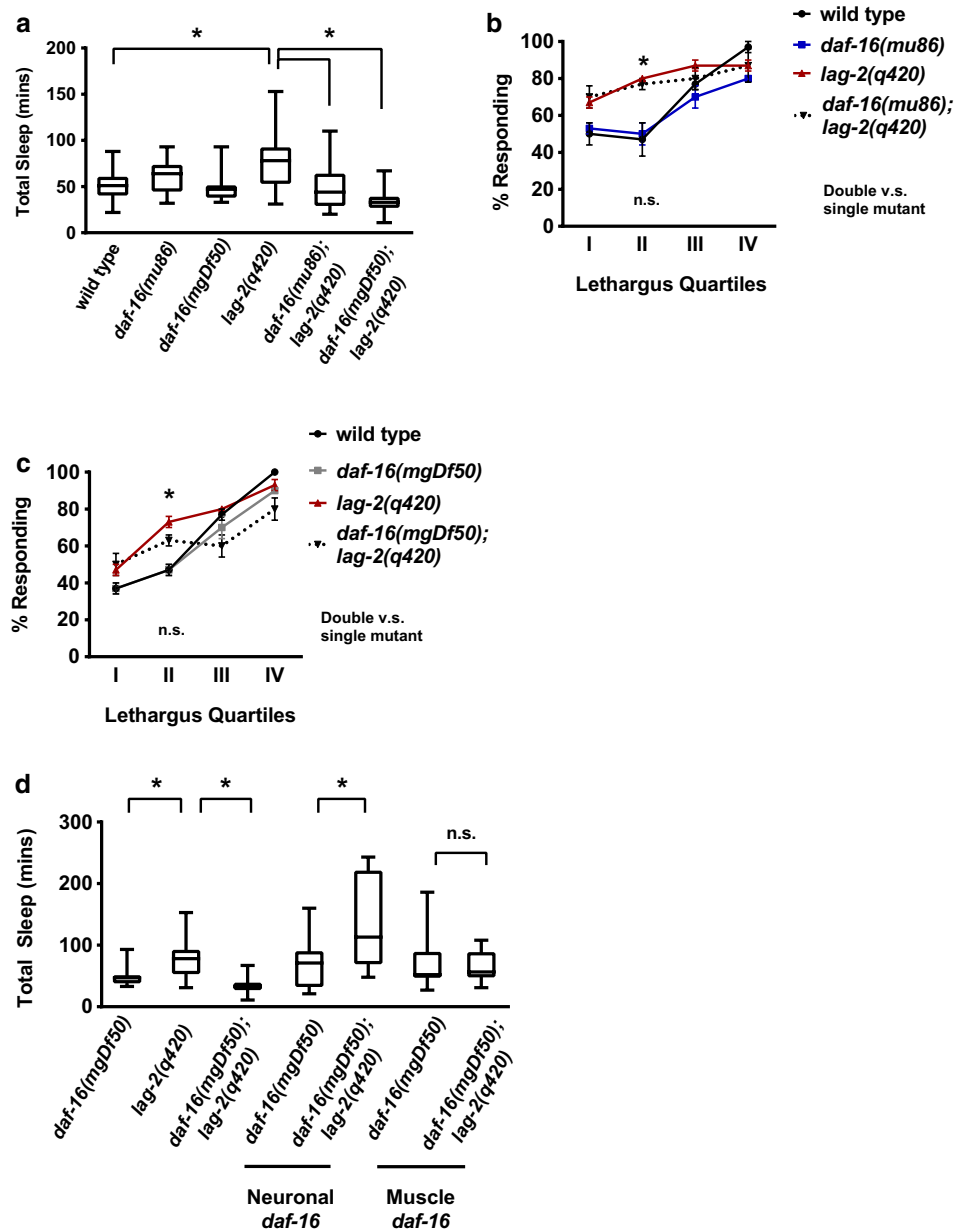 a
*
*
200
150
100
50
0
Total Sleep (mins)
wild type
daf-16(mu86)
daf-16(mgDf50)
lag-2(q420)
daf-16(mu86);
lag-2(q420)
daf-16(mgDf50);
lag-2(q420)
b
100
80
60
40
20
0
% Responding
*
n.s.
I II III IV
Lethargus Quartiles
wild type
daf-16(mu86)
lag-2(q420)
daf-16(mu86);
lag-2(q420)
Double v.s.
single mutant
c
100
80
60
40
20
0
% Responding
*
n.s.
I II III IV
Lethargus Quartiles
wild type
daf-16(mgDf50)
lag-2(q420)
daf-16(mgDf50);
lag-2(q420)
Double v.s.
single mutant
d
*
*
*
n.s.
300
200
100
0
Total Sleep (mins)
daf-16(mgDf50)
lag-2(q420)
daf-16(mgDf50);
lag-2(q420)
daf-16(mgDf50)
daf-16(mgDf50);
lag-2(q420)
daf-16(mgDf50)
daf-16(mgDf50);
lag-2(q420)
Neuronal
daf-16
Muscle
daf-16